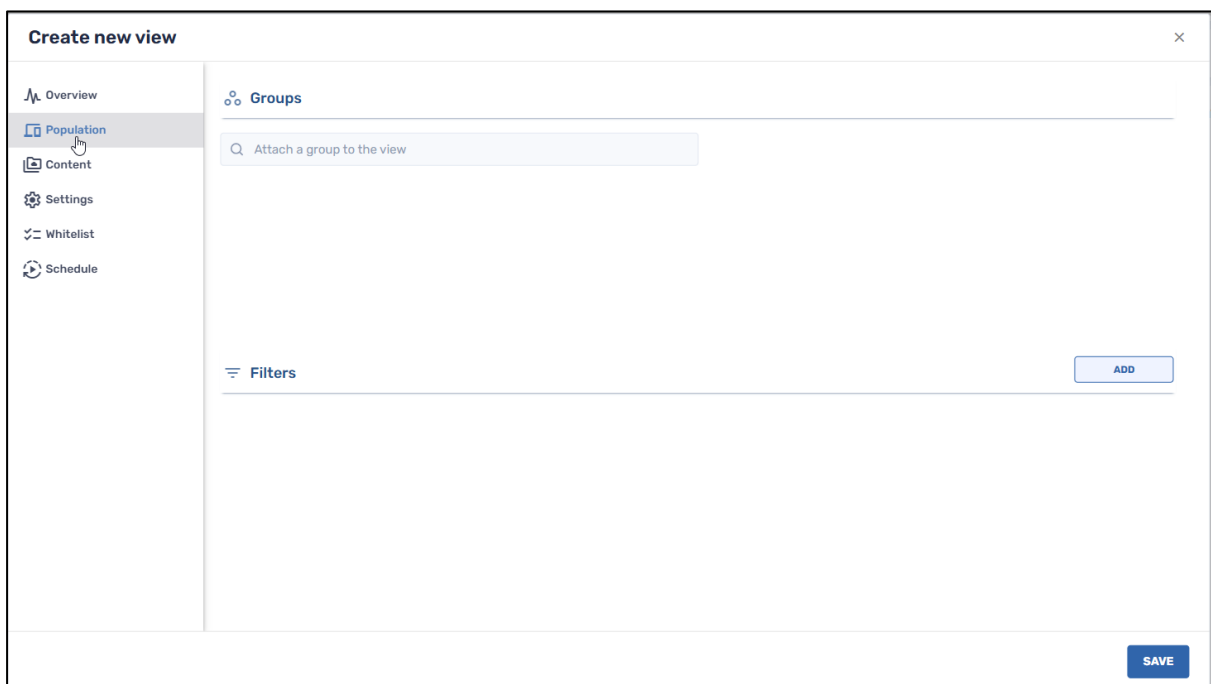 Create new view
Overview
Population
Content
Settings
Whitelist
Schedule
Groups
Attach a group to the view
Filters
ADD
SAVE